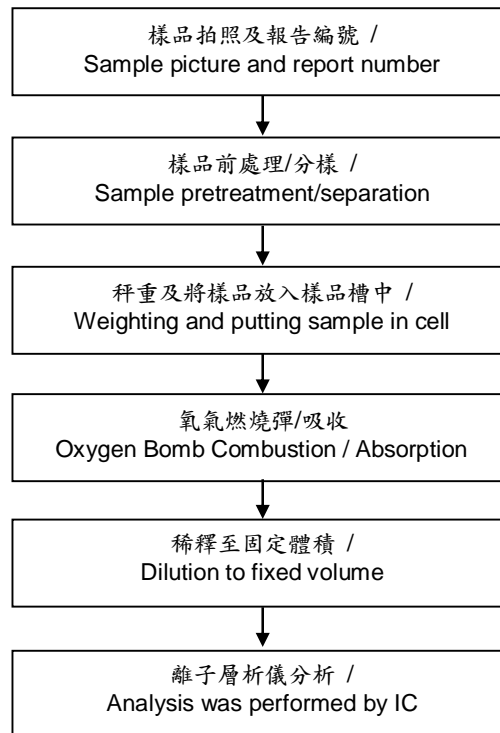 樣品拍照及報告編號 /
Sample picture and report number
樣品前處理/分樣 /
Sample pretreatment/separation
秤重及將樣品放入樣品槽中 /
Weighting and putting sample in cell
氧氣燃燒彈/吸收
Oxygen Bomb Combustion / Absorption
稀釋至固定體積 /
Dilution to fixed volume
離子層析儀分析 /
Analysis was performed by IC